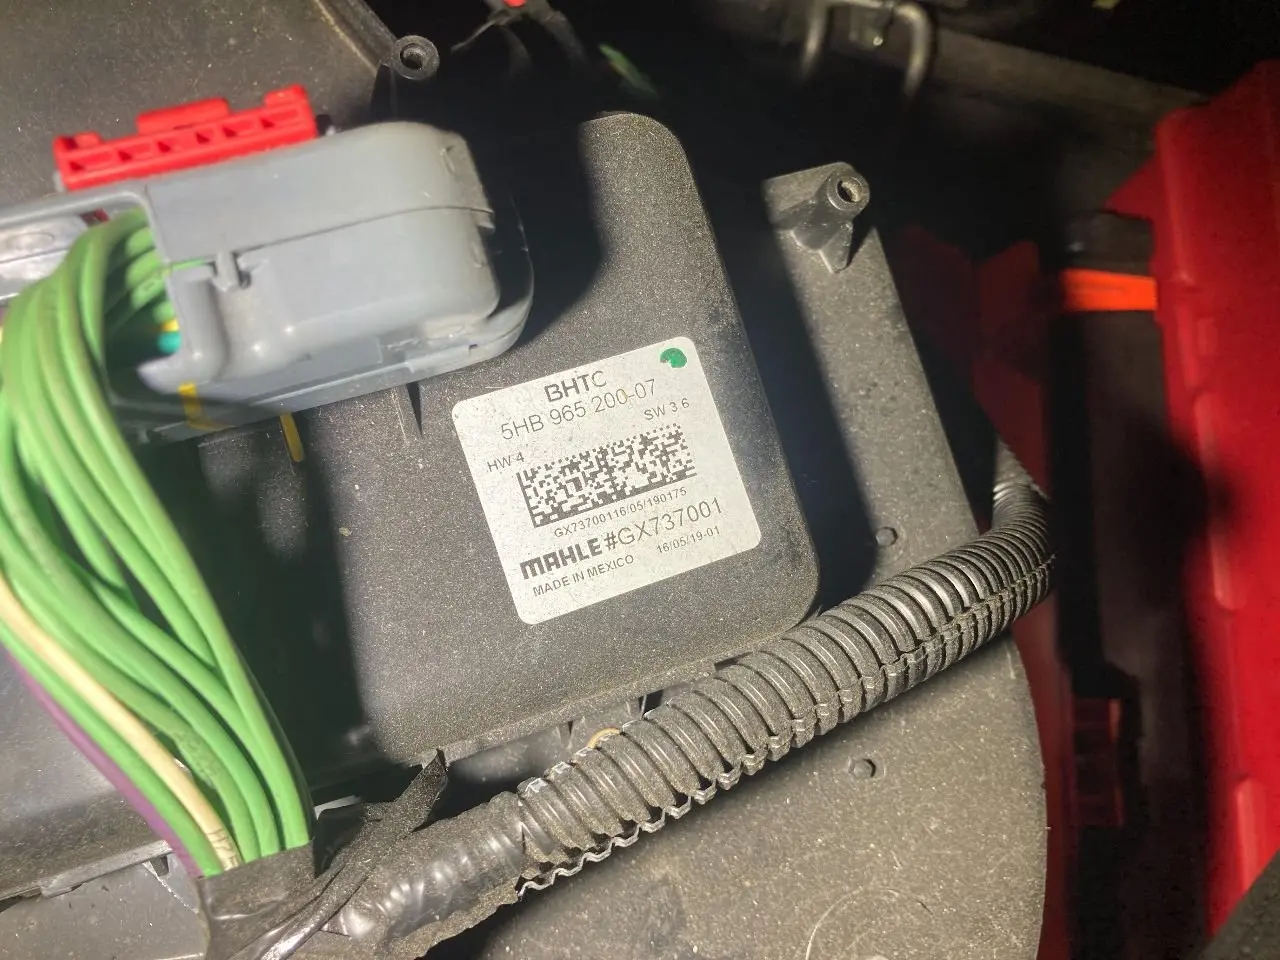 BHTC
5HB 965 200-07
SW 3 6
HW 4
GX73700116/05/190175
MAHLE #GX737001
MADE IN MEXICO 16/05/19-01